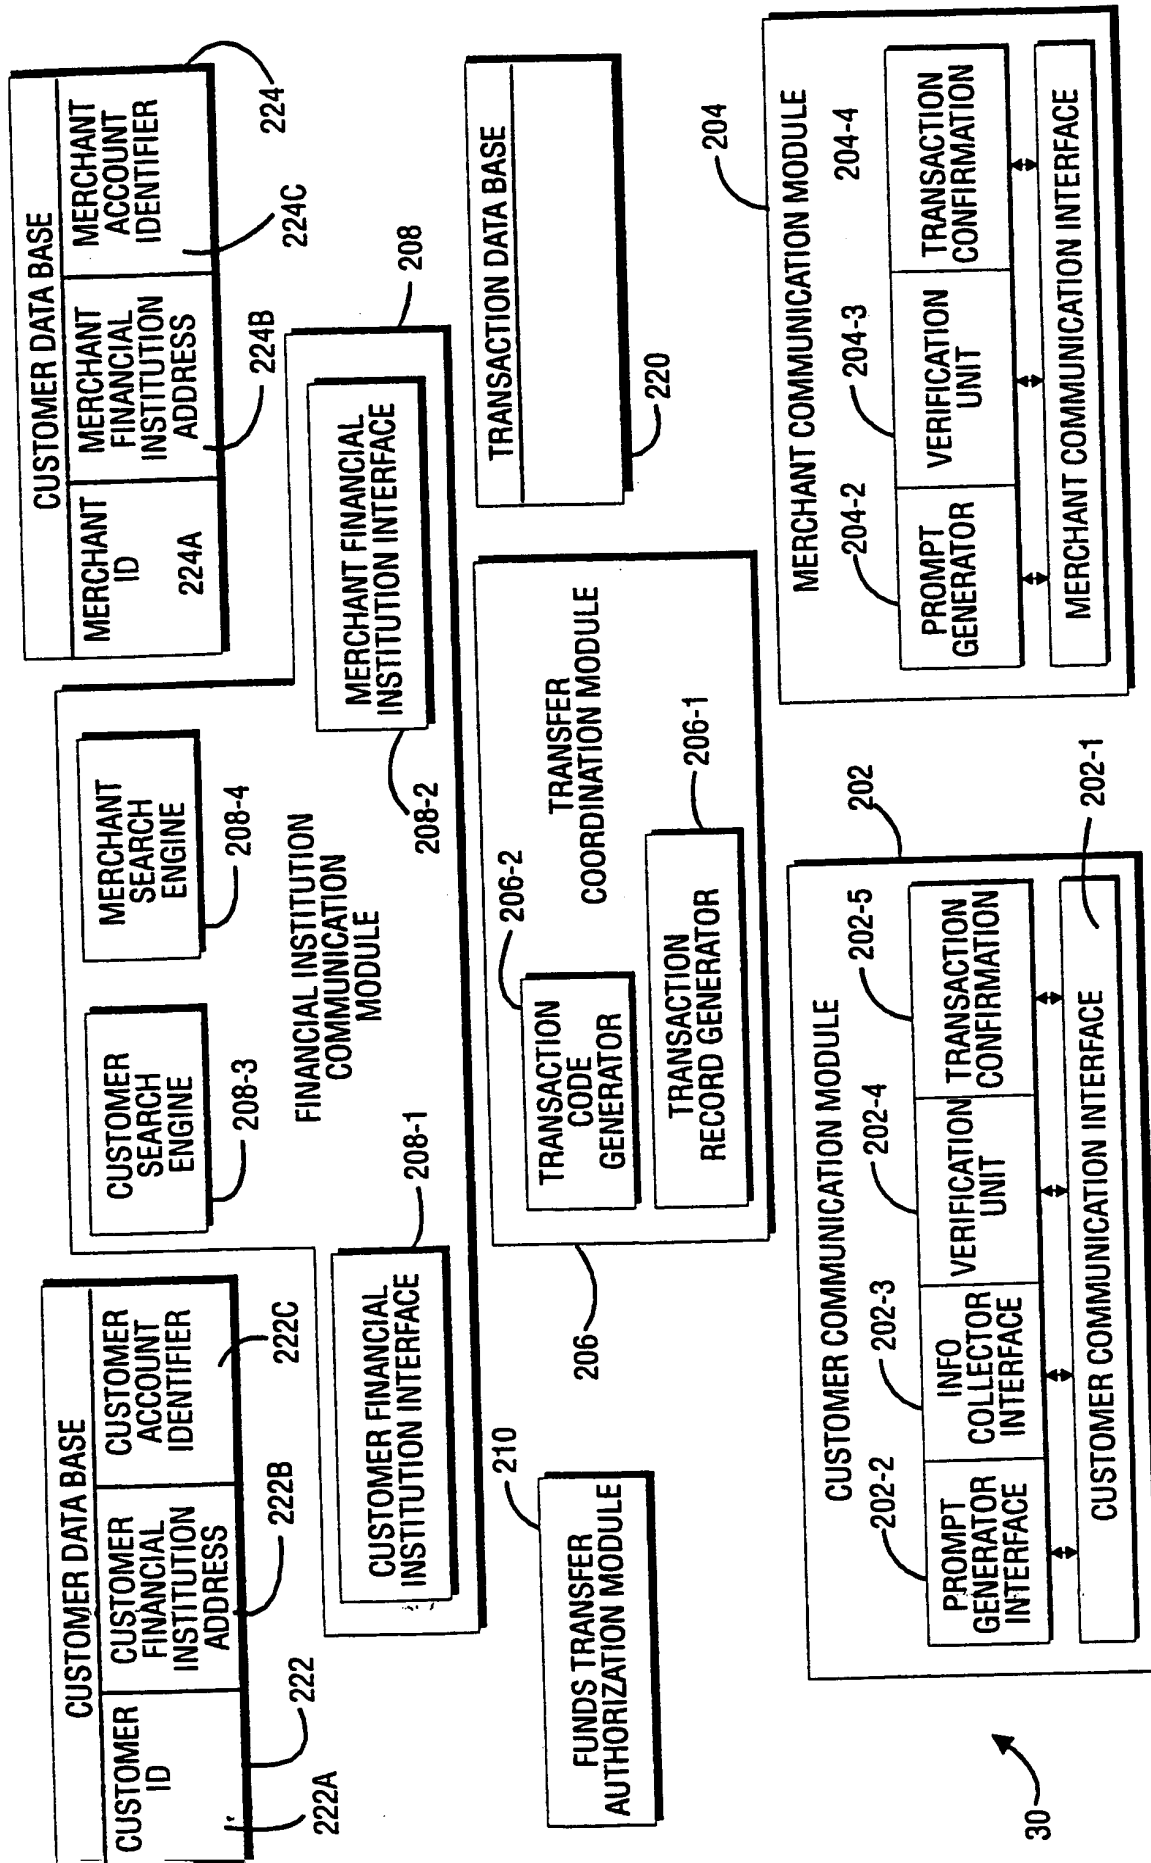 CUSTOMER DATA BASE
CUSTOMER
ID
CUSTOMER
FINANCIAL
INSTITUTION
ADDRESS
CUSTOMER
ACCOUNT
IDENTIFIER
222A
222
222B
222C
CUSTOMER
SEARCH
ENGINE
208-3
MERCHANT
SEARCH
ENGINE
208-4
CUSTOMER DATA BASE
MERCHANT
ID
224A
MERCHANT
FINANCIAL
INSTITUTION
ADDRESS
MERCHANT
ACCOUNT
IDENTIFIER
224B
224C
224
FINANCIAL INSTITUTION
COMMUNICATION
MODULE
CUSTOMER FINANCIAL
INSTITUTION INTERFACE
208-1
MERCHANT FINANCIAL
INSTITUTION INTERFACE
208-2
208
210
FUNDS TRANSFER
AUTHORIZATION MODULE
206
TRANSACTION
CODE
GENERATOR
206-2
TRANSFER
COORDINATION MODULE
TRANSACTION
RECORD GENERATOR
206-1
TRANSACTION DATA BASE
220
CUSTOMER COMMUNICATION MODULE
202
202-2
202-3
202-4
202-5
PROMPT
GENERATOR
INTERFACE
INFO
COLLECTOR
INTERFACE
VERIFICATION
UNIT
TRANSACTION
CONFIRMATION
CUSTOMER COMMUNICATION INTERFACE
202-1
MERCHANT COMMUNICATION MODULE
204
204-2
204-3
204-4
PROMPT
GENERATOR
VERIFICATION
UNIT
TRANSACTION
CONFIRMATION
MERCHANT COMMUNICATION INTERFACE
30